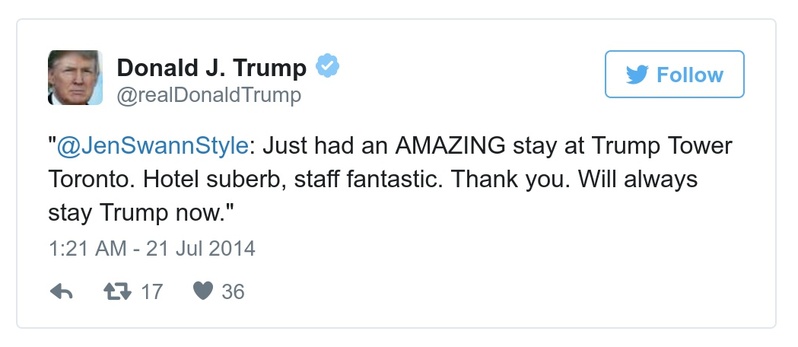 Donald J. Trump
@realDonaldTrump
Follow
"@JenSwannStyle: Just had an AMAZING stay at Trump Tower
Toronto. Hotel suberb, staff fantastic. Thank you. Will always
stay Trump now."
1:21 AM - 21 Jul 2014
17 36